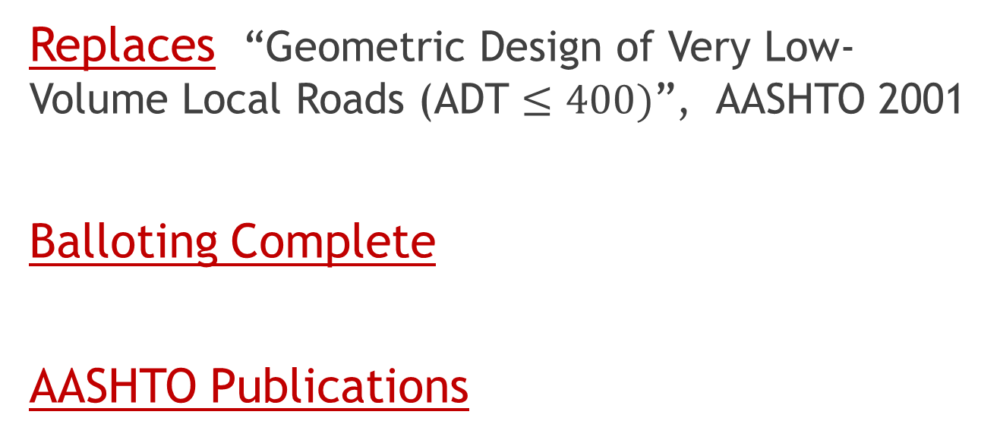 Replaces “Geometric Design of Very Low-
Volume Local Roads (ADT ≤ 400)”, AASHTO 2001
Balloting Complete
AASHTO Publications